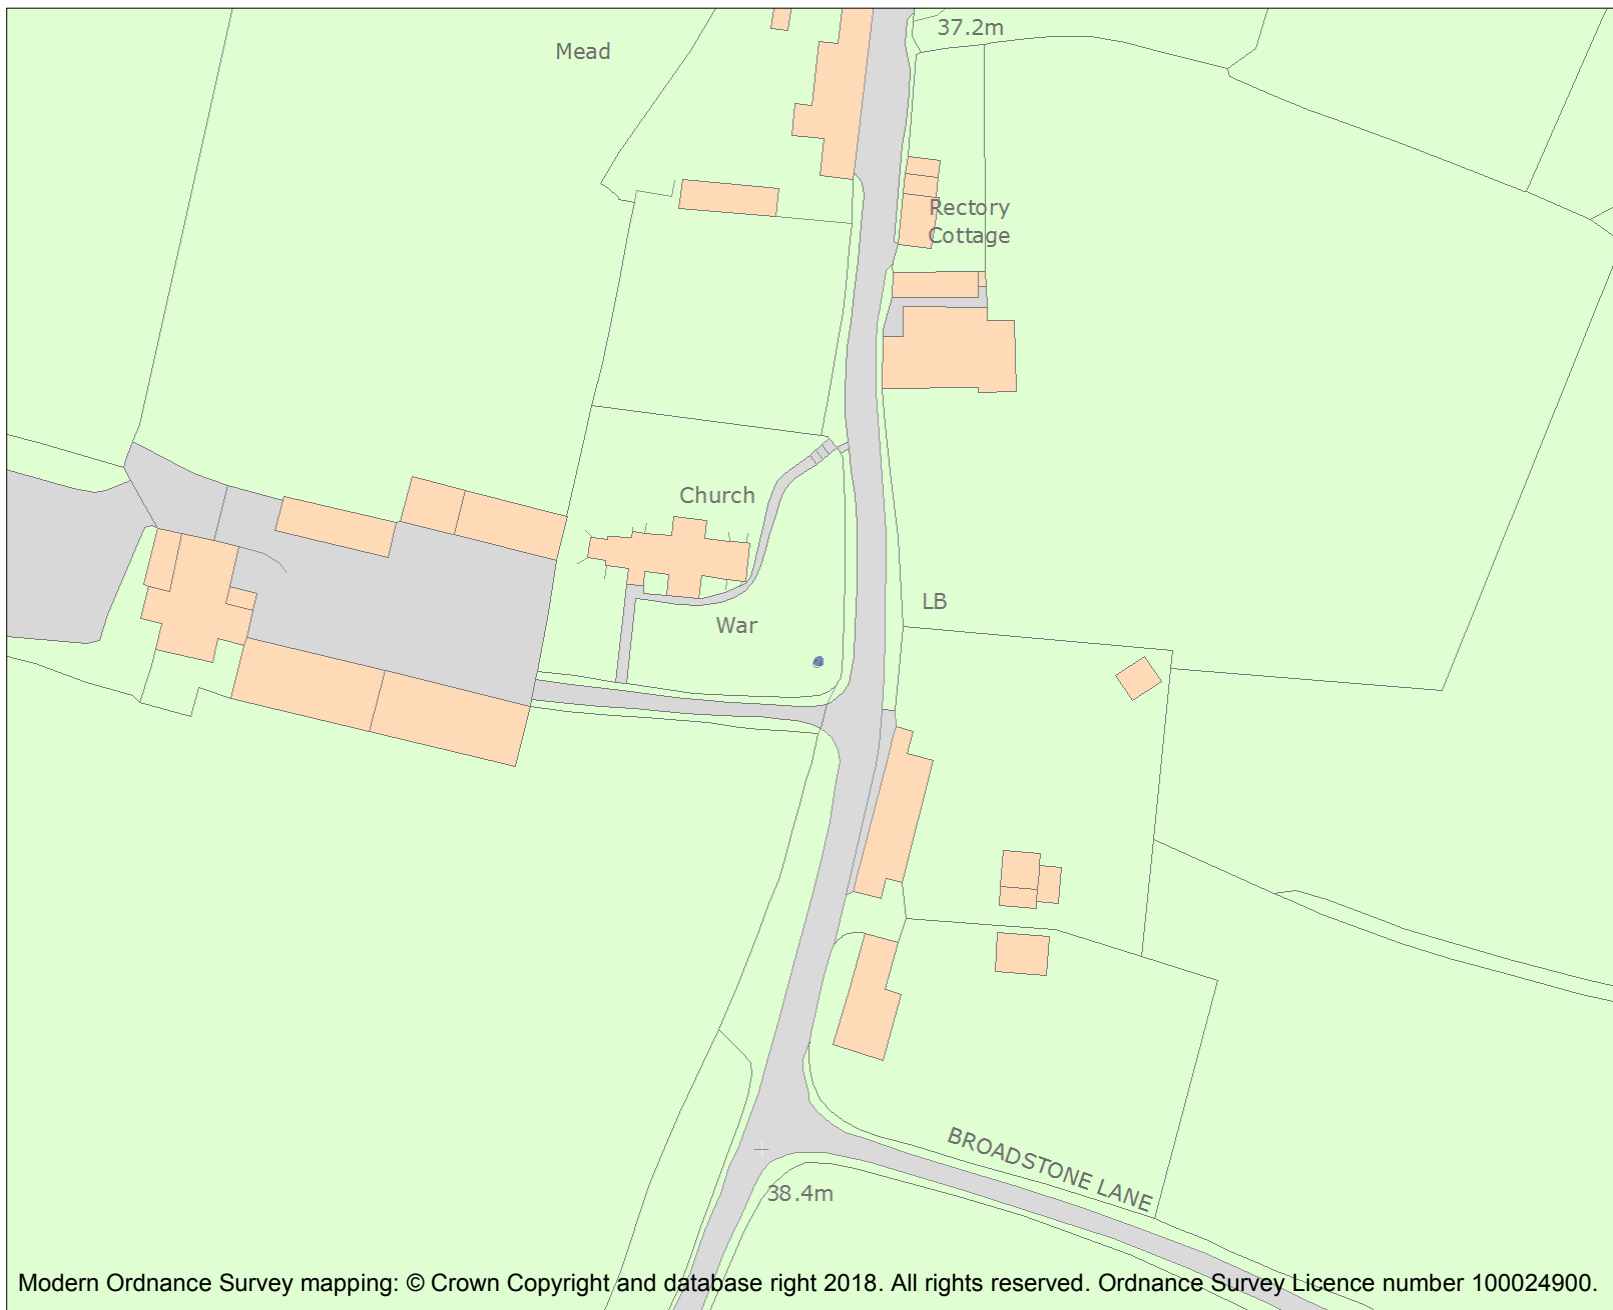 37.2m
Mead
Rectory
Cottage
Church
LB
War
BROADSTONE LANE
38.4m
Modern Ordnance Survey mapping: © Crown Copyright and database right 2018. All rights reserved. Ordnance Survey Licence number 100024900.